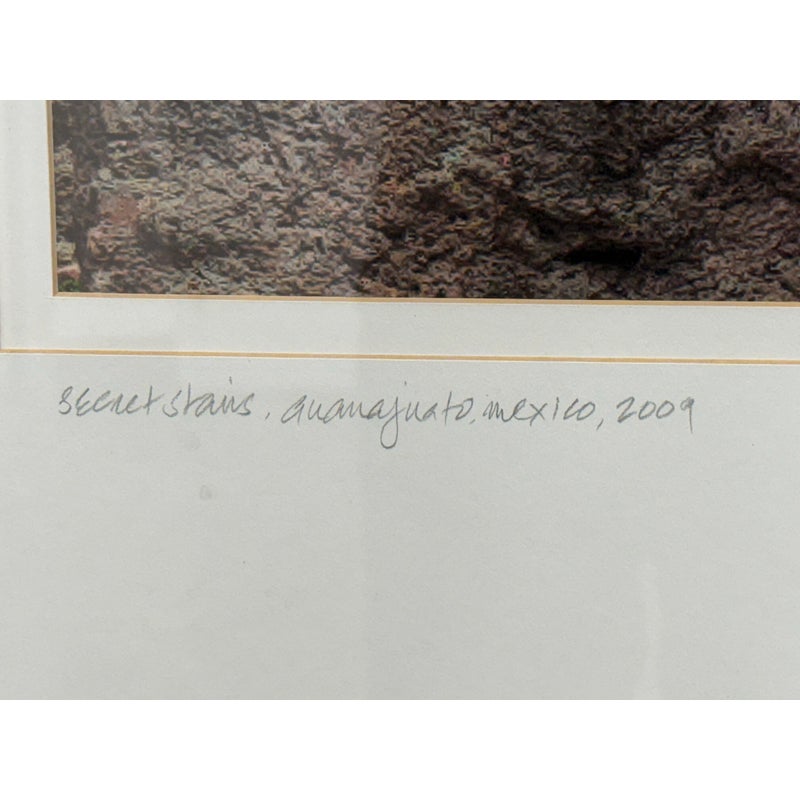 secret stairs. guanajuato. mexico, 2009